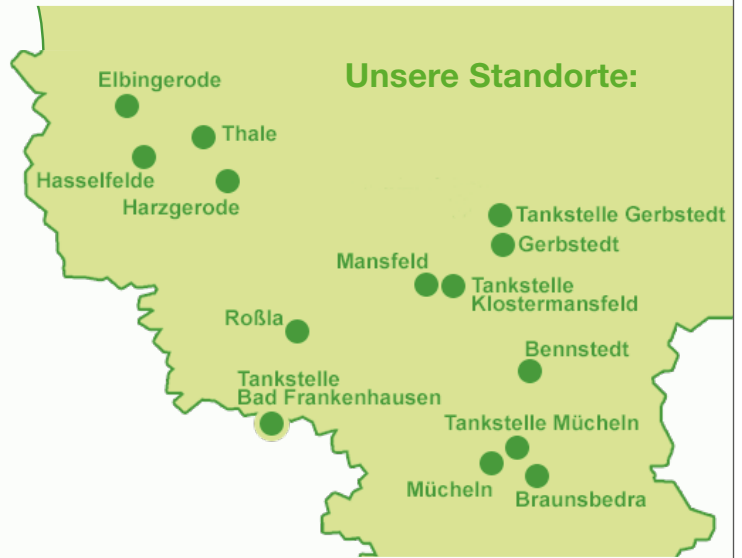 Unsere Standorte:
Elbingerode
Thale
Hasselfelde
Harzgerode
Tankstelle Gerbstedt
Gerbstedt
Mansfeld
Tankstelle
Klostermansfeld
Roßla
Bennstedt
Tankstelle
Bad Frankenhausen
Tankstelle Mücheln
Mücheln
Braunsbedra